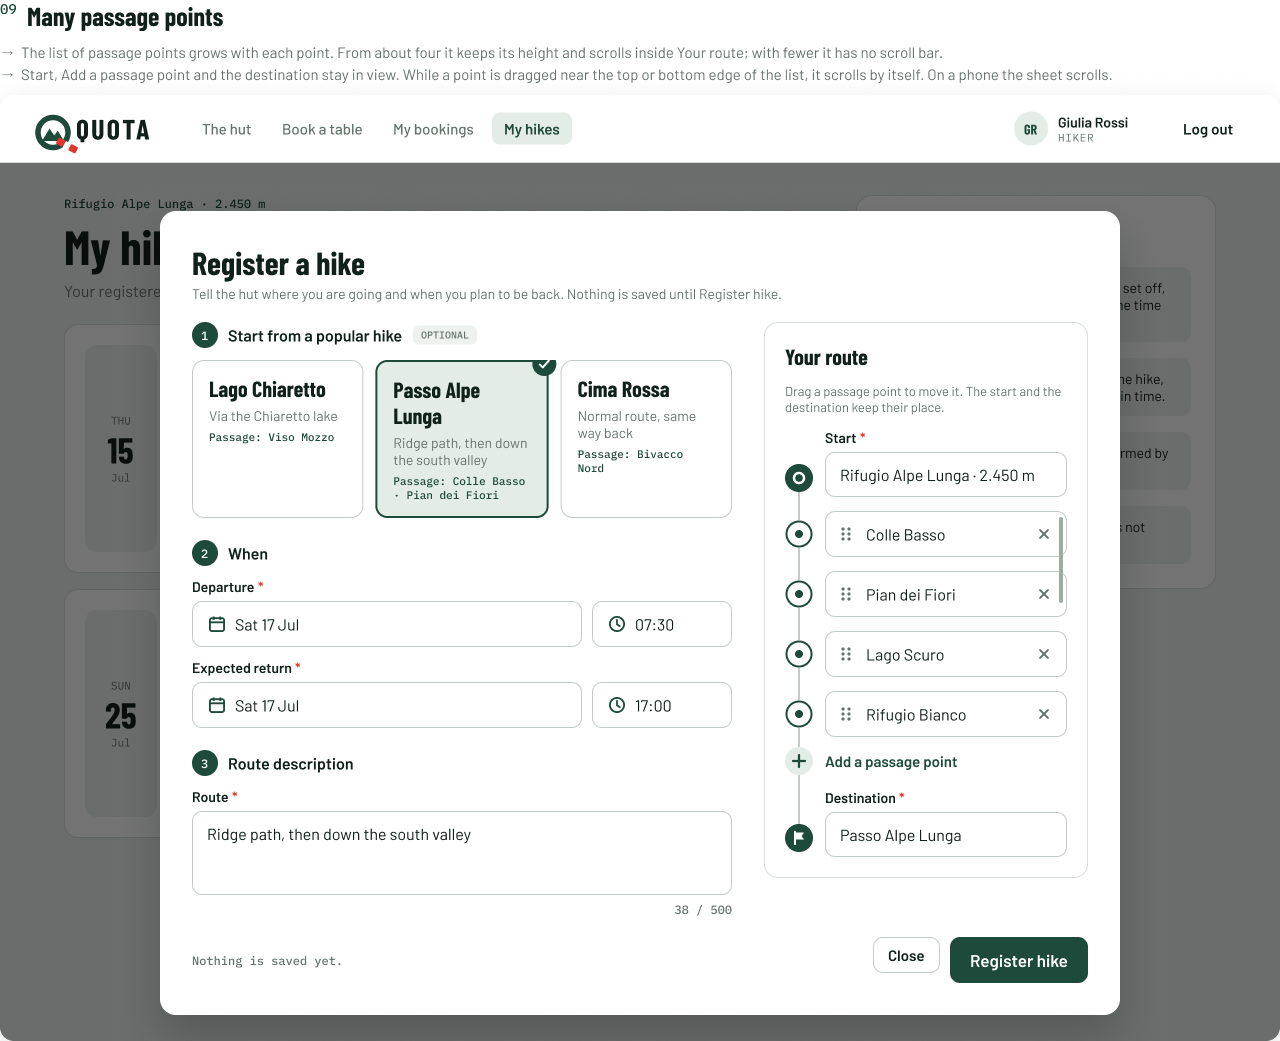 09 Many passage points
→ The list of passage points grows with each point. From about four it keeps its height and scrolls inside Your route; with fewer it has no scroll bar.
→ Start, Add a passage point and the destination stay in view. While a point is dragged near the top or bottom edge of the list, it scrolls by itself. On a phone the sheet scrolls.
QUOTA
The hut
Book a table
My bookings
My hikes
GR
Giulia Rossi
HIKER
Log out
Rifugio Alpe Lunga · 2.450 m
My hik
Your registere
THU
15
Jul
SUN
25
Jul
set off,
ne time
ne hike,
in time.
rmed by
s not
Register a hike
Tell the hut where you are going and when you plan to be back. Nothing is saved until Register hike.
1 Start from a popular hike OPTIONAL
Lago Chiaretto
Via the Chiaretto lake
Passage: Viso Mozzo
Passo Alpe
Lunga
Ridge path, then down
the south valley
Passage: Colle Basso
· Pian dei Fiori
Cima Rossa
Normal route, same
way back
Passage: Bivacco
Nord
2 When
Departure *
Sat 17 Jul
07:30
Expected return *
Sat 17 Jul
17:00
3 Route description
Route *
Ridge path, then down the south valley
38 / 500
Your route
Drag a passage point to move it. The start and the
destination keep their place.
Start *
Rifugio Alpe Lunga · 2.450 m
Colle Basso
Pian dei Fiori
Lago Scuro
Rifugio Bianco
Add a passage point
Destination *
Passo Alpe Lunga
Nothing is saved yet.
Close
Register hike